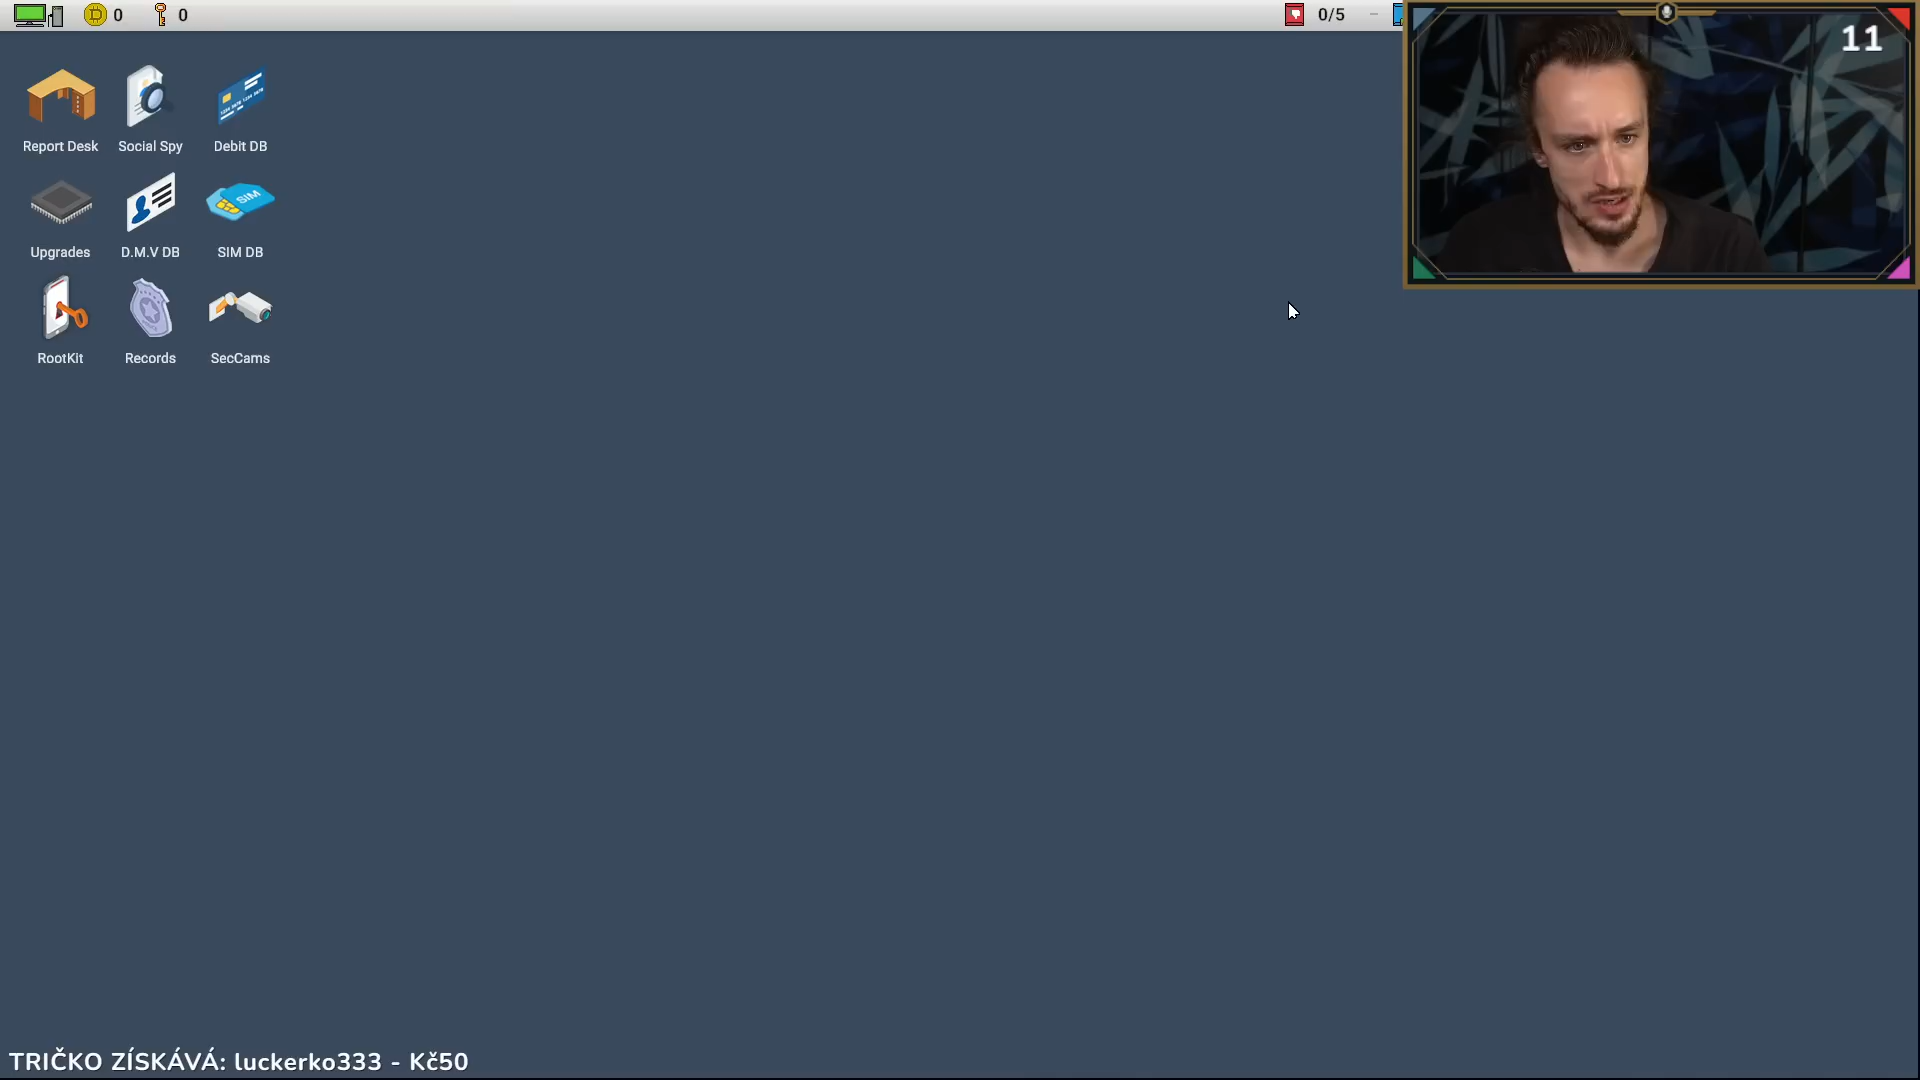 0 0 0/5 –
11
Report Desk Social Spy Debit DB
SIM
Upgrades D.M.V DB SIM DB
RootKit Records SecCams
TRIČKO ZÍSKÁVÁ: luckerko333 - Kč50